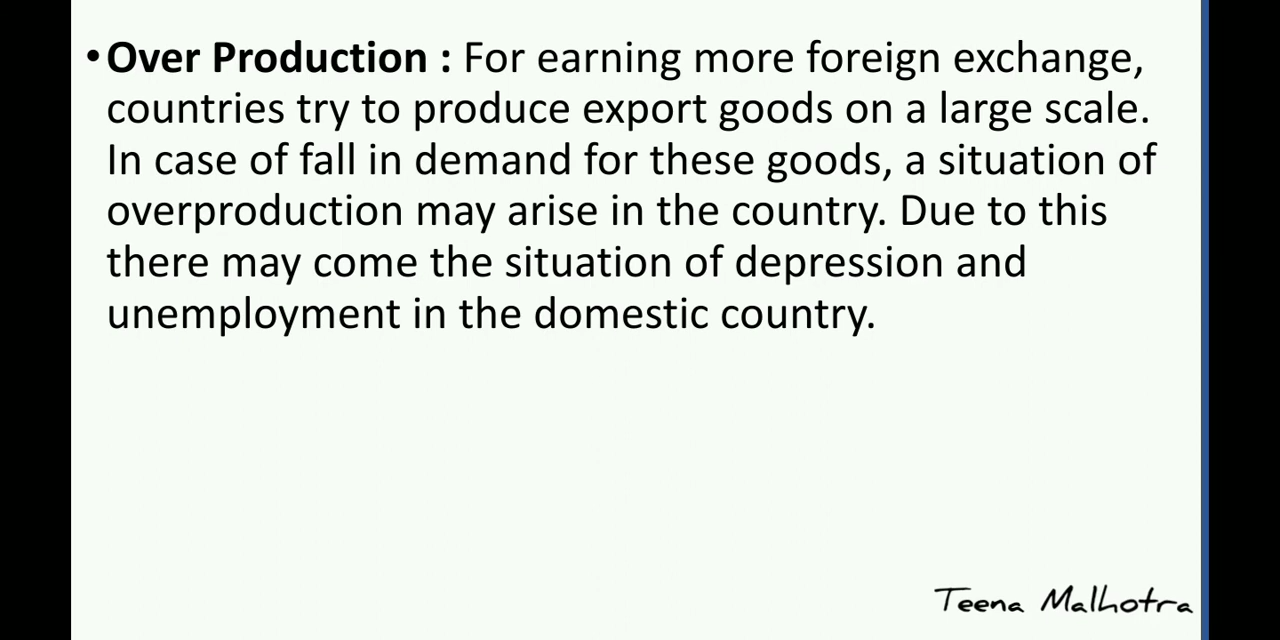 •Over Production : For earning more foreign exchange,
countries try to produce export goods on a large scale.
In case of fall in demand for these goods, a situation of
overproduction may arise in the country. Due to this
there may come the situation of depression and
unemployment in the domestic country.
Teena Malhotra